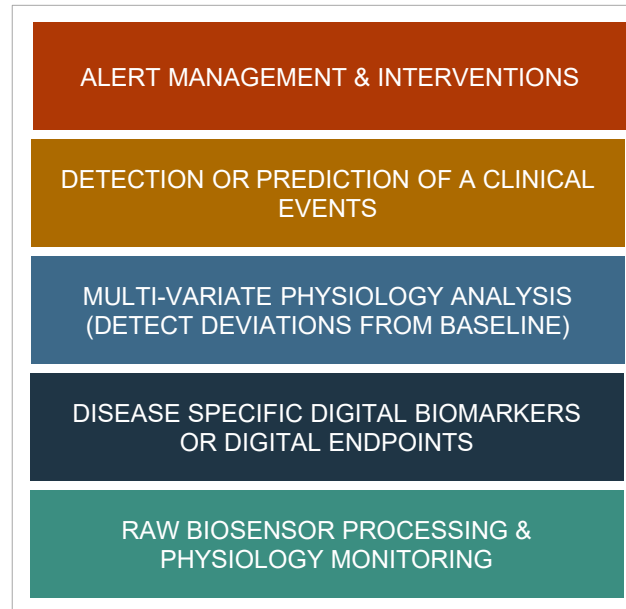 ALERT MANAGEMENT & INTERVENTIONS
DETECTION OR PREDICTION OF A CLINICAL
EVENTS
MULTI-VARIATE PHYSIOLOGY ANALYSIS
(DETECT DEVIATIONS FROM BASELINE)
DISEASE SPECIFIC DIGITAL BIOMARKERS
OR DIGITAL ENDPOINTS
RAW BIOSENSOR PROCESSING &
PHYSIOLOGY MONITORING